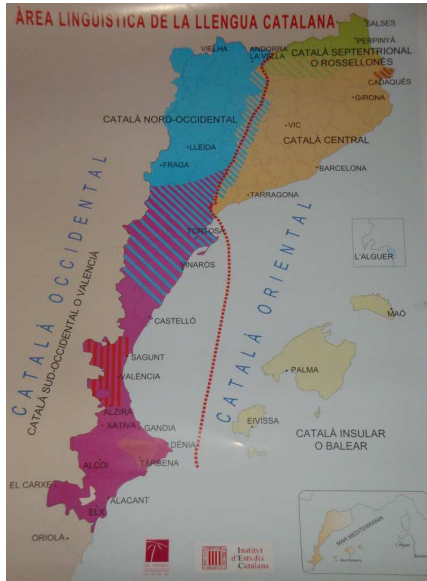 ÀREA LINGÜÍSTICA DE LA LLENGUA CATALANA
SALSES
PERPINYÀ
VIELHA
ANDORRA
LA VELLA
CATALÀ SEPTENTRIONAL
O ROSSELLONÈS
CADAQUÉS
GIRONA
CATALÀ NORD-OCCIDENTAL
VIC
CATALÀ CENTRAL
LLEIDA
FRAGA
BARCELONA
TARRAGONA
CATALÀ OCCIDENTAL
CATALÀ SUD-OCCIDENTAL O VALENCIÀ
CATALÀ ORIENTAL
TORTOSA
L'ALGUER
VINARÒS
MAÓ
CASTELLÓ
SAGUNT
PALMA
VALÈNCIA
ALZIRA
EIVISSA
XÀTIVA
GANDIA
CATALÀ INSULAR
O BALEAR
DÉNIA
ALCOI
TÀRBENA
EL CARXE
ALACANT
ELX
ORIOLA
MAR MEDITERRÀNIA
Institut
d'Estudis
Catalans